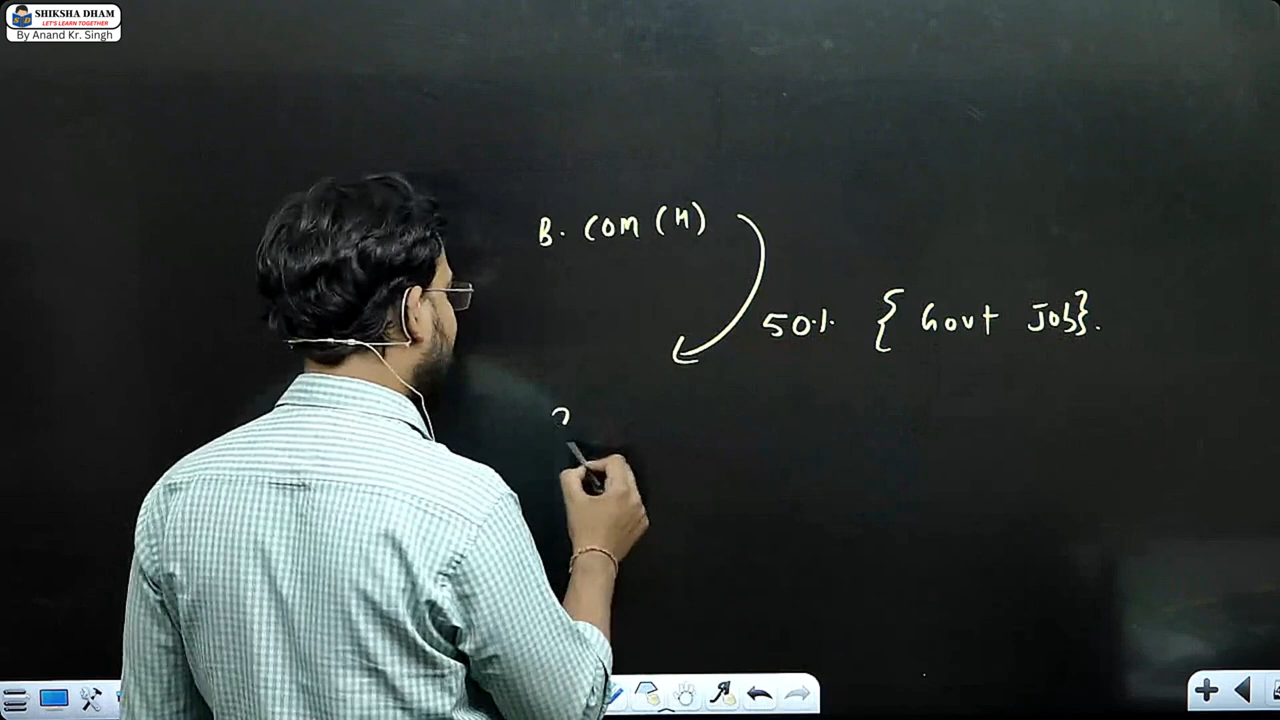 SHIKSHA DHAM
LET'S LEARN TOGETHER
By Anand Kr. Singh
B. COM (H)
50% { Govt Job}.